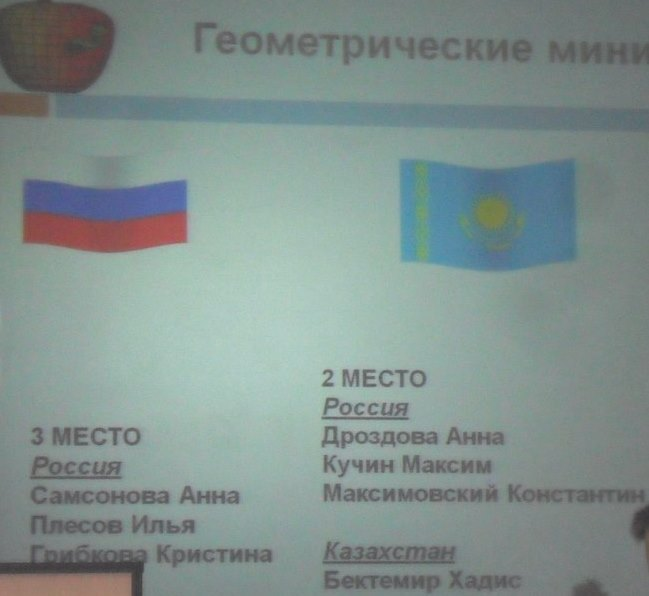 Геометрические мини
3 МЕСТО
Россия
Самсонова Анна
Плесов Илья
Грибкова Кристина
2 МЕСТО
Россия
Дроздова Анна
Кучин Максим
Максимовский Константин
Казахстан
Бектемир Хадис